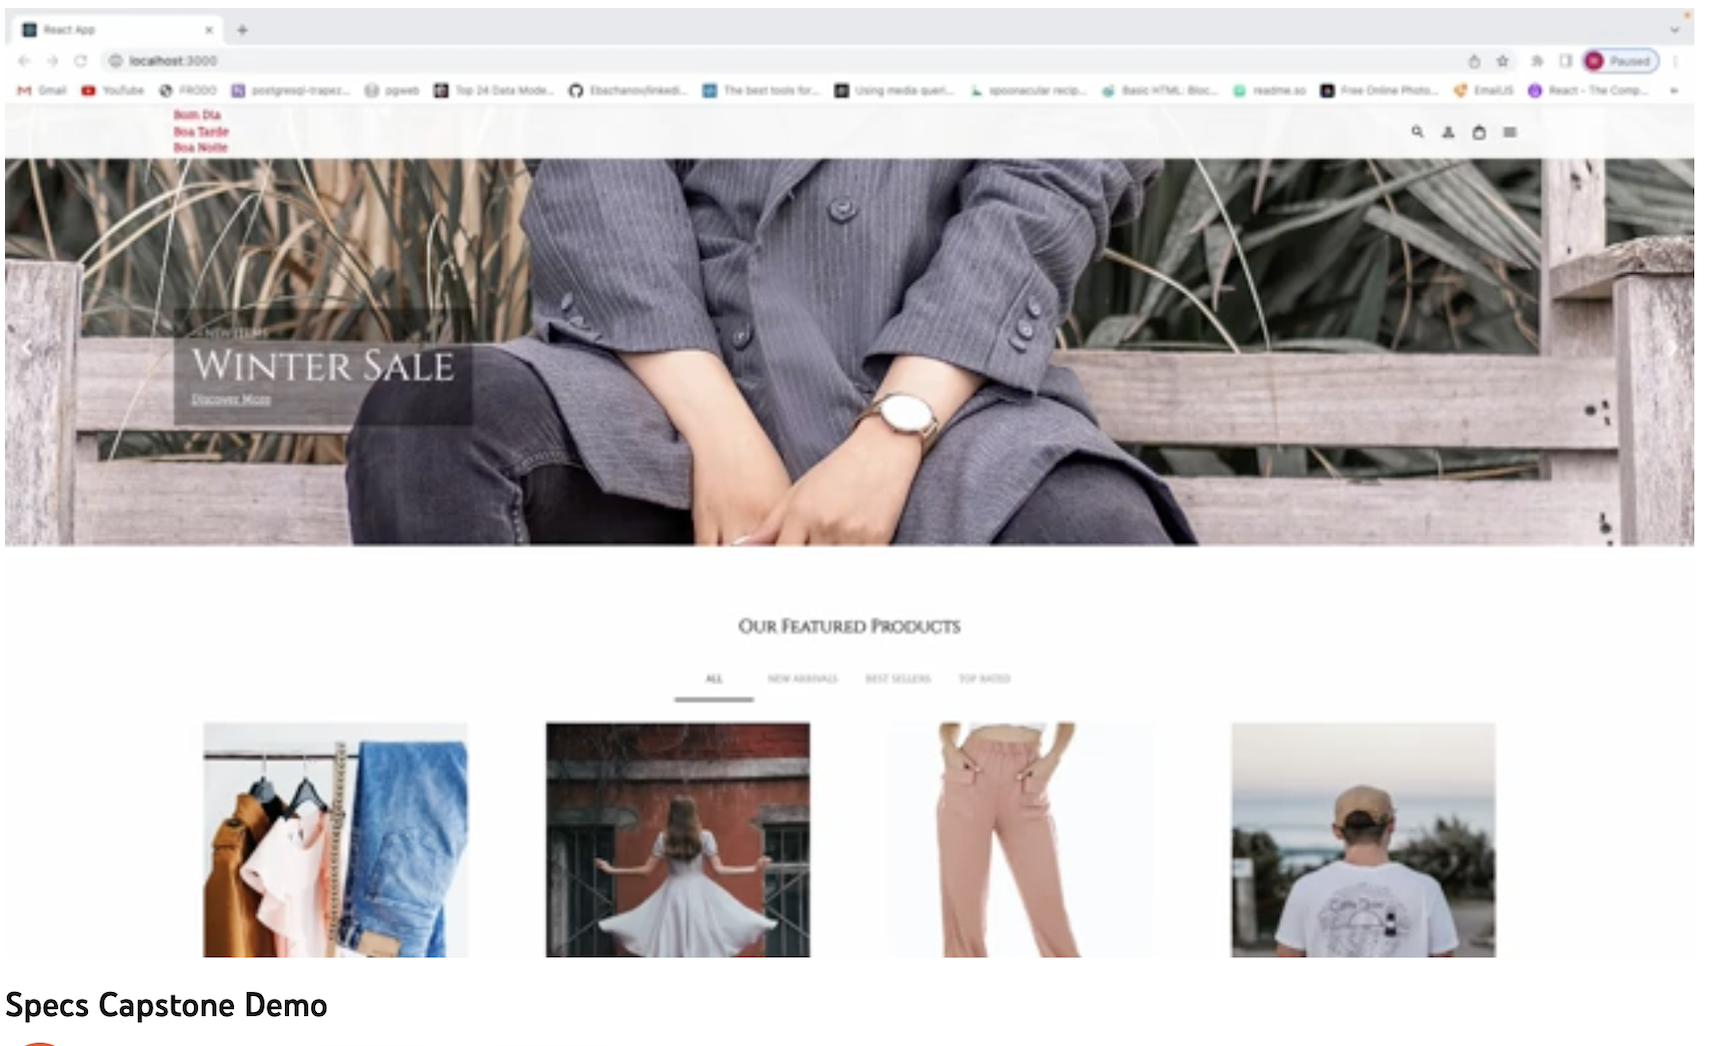 React App
localhost:3000
Paused
Gmail
YouTube
FRODO
postgresql-trapez...
pgweb
Top 24 Data Mode...
Ebazhanov/linkedi...
The best tools for...
Using media queri...
spoonacular recip...
Basic HTML: Bloc...
readme.so
Free Online Photo...
EmailJS
React - The Comp...
Bom Dia
Boa Tarde
Boa Noite
NEW ITEMS
WINTER SALE
Discover More
OUR FEATURED PRODUCTS
ALL
NEW ARRIVALS
BEST SELLERS
TOP RATED
Specs Capstone Demo